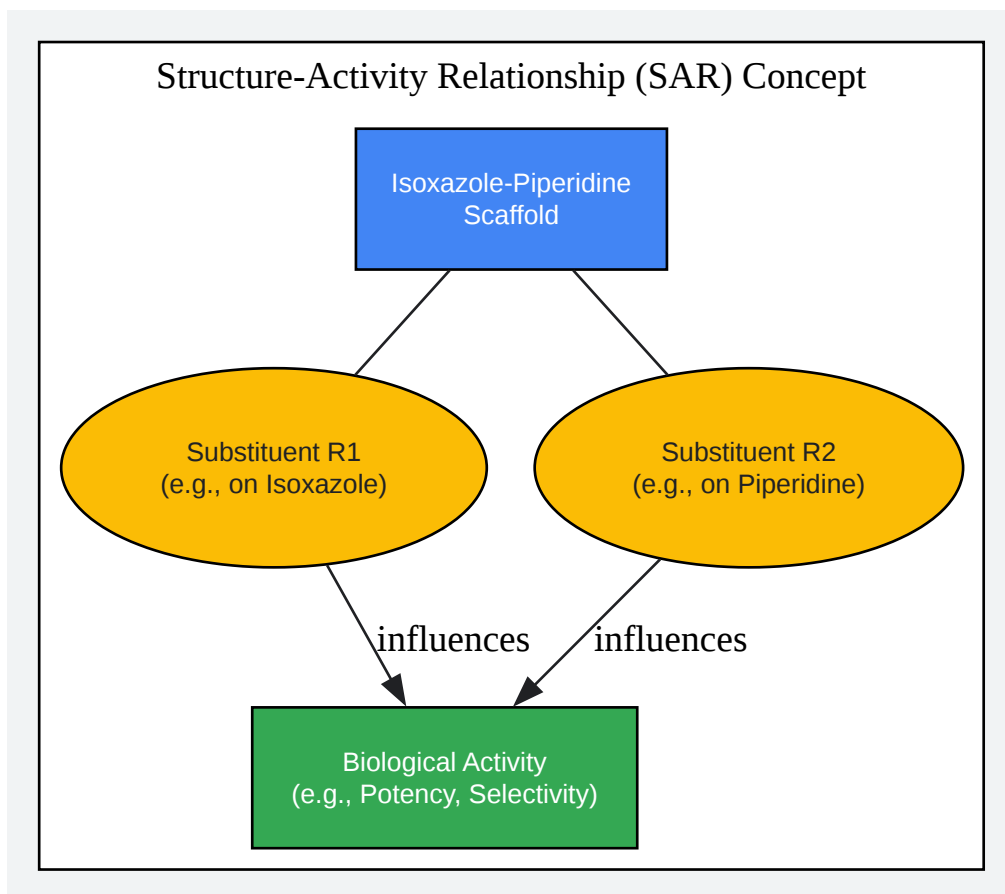 Structure-Activity Relationship (SAR) Concept
Isoxazole-Piperidine
Scaffold
Substituent R1
(e.g., on Isoxazole)
Substituent R2
(e.g., on Piperidine)
influences
influences
Biological Activity
(e.g., Potency, Selectivity)